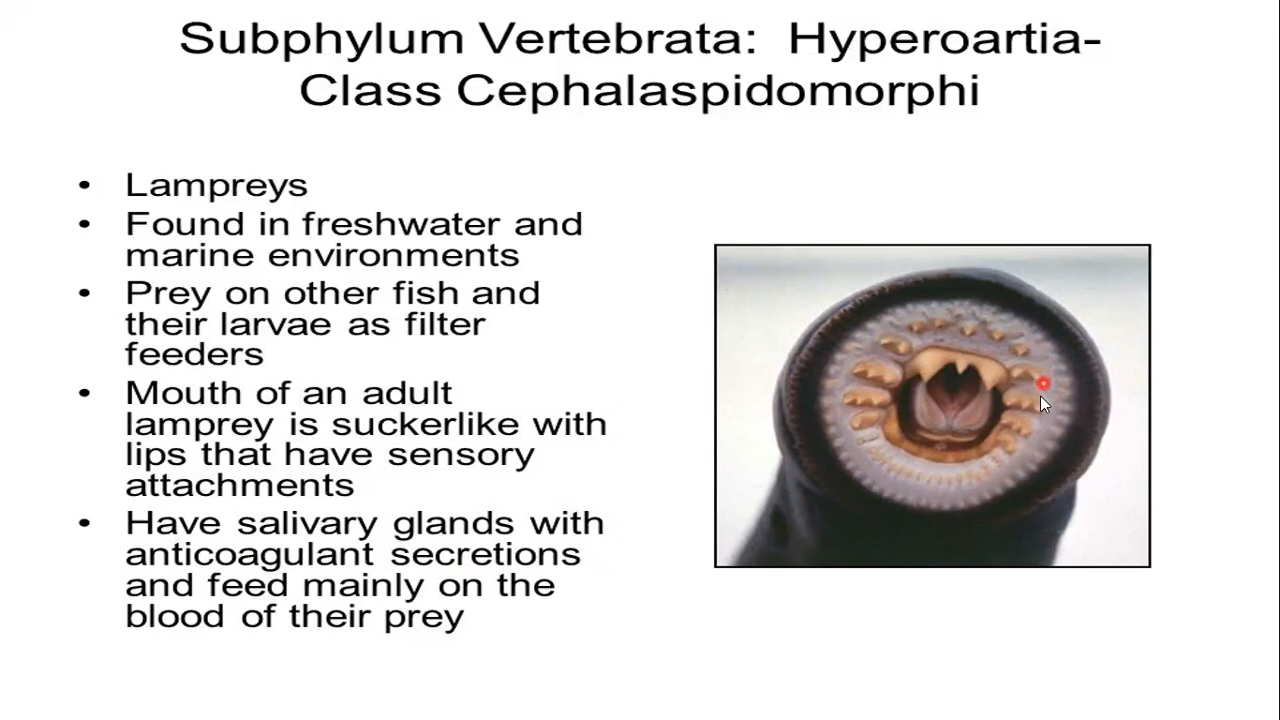 Subphylum Vertebrata: Hyperoartia-
Class Cephalaspidomorphi
• Lampreys
• Found in freshwater and
marine environments
• Prey on other fish and
their larvae as filter
feeders
• Mouth of an adult
lamprey is suckerlike with
lips that have sensory
attachments
• Have salivary glands with
anticoagulant secretions
and feed mainly on the
blood of their prey